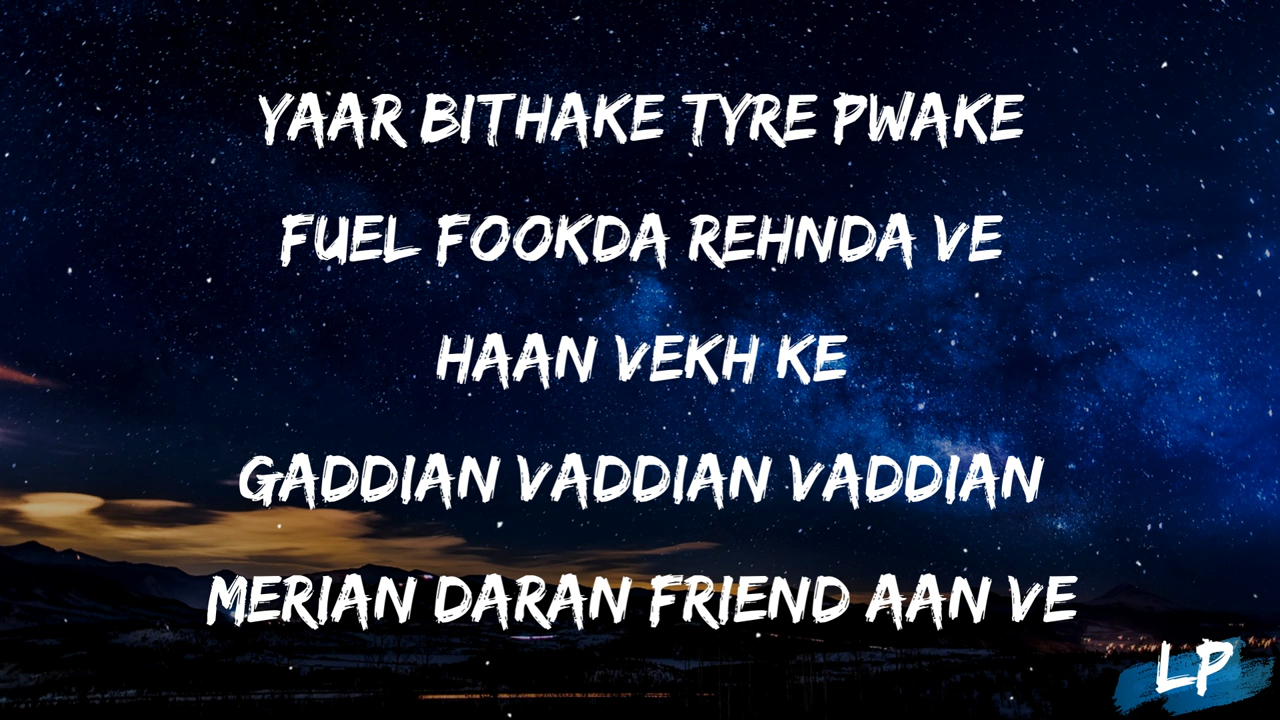 YAAR BITHAKE TYRE PWAKE
FUEL FOOKDA REHNDA VE
HAAN VEKH KE
GADDIAN VADDIAN VADDIAN
MERIAN DARAN FRIEND AAN VE
LP